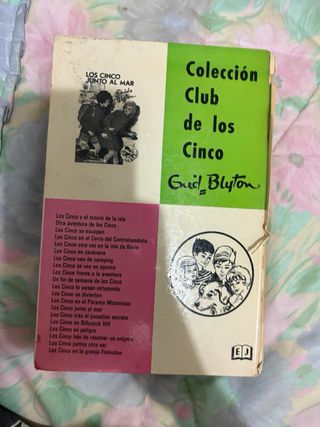 LOS CINCO
JUNTO AL MAR
Enid
Blyton
Colección
Club
de los
Cinco
Enid Blyton
Los Cinco y el tesoro de la isla
Otra aventura de los Cinco
Los Cinco se escapan
Los Cinco en el Cerro del Contrabandista
Los Cinco otra vez en la isla de Kirrin
Los Cinco en caravana
Los Cinco van de camping
Los Cinco se ven en apuros
Los Cinco frente a la aventura
Un fin de semana de los Cinco
Los Cinco lo pasan estupendo
Los Cinco se divierten
Los Cinco en el Páramo Misterioso
Los Cinco junto al mar
Los Cinco tras el pasadizo secreto
Los Cinco en Billycock Hill
Los Cinco en peligro
Los Cinco han de resolver un enigma
Los Cinco juntos otra vez
Los Cinco en la granja Finniston
EJ